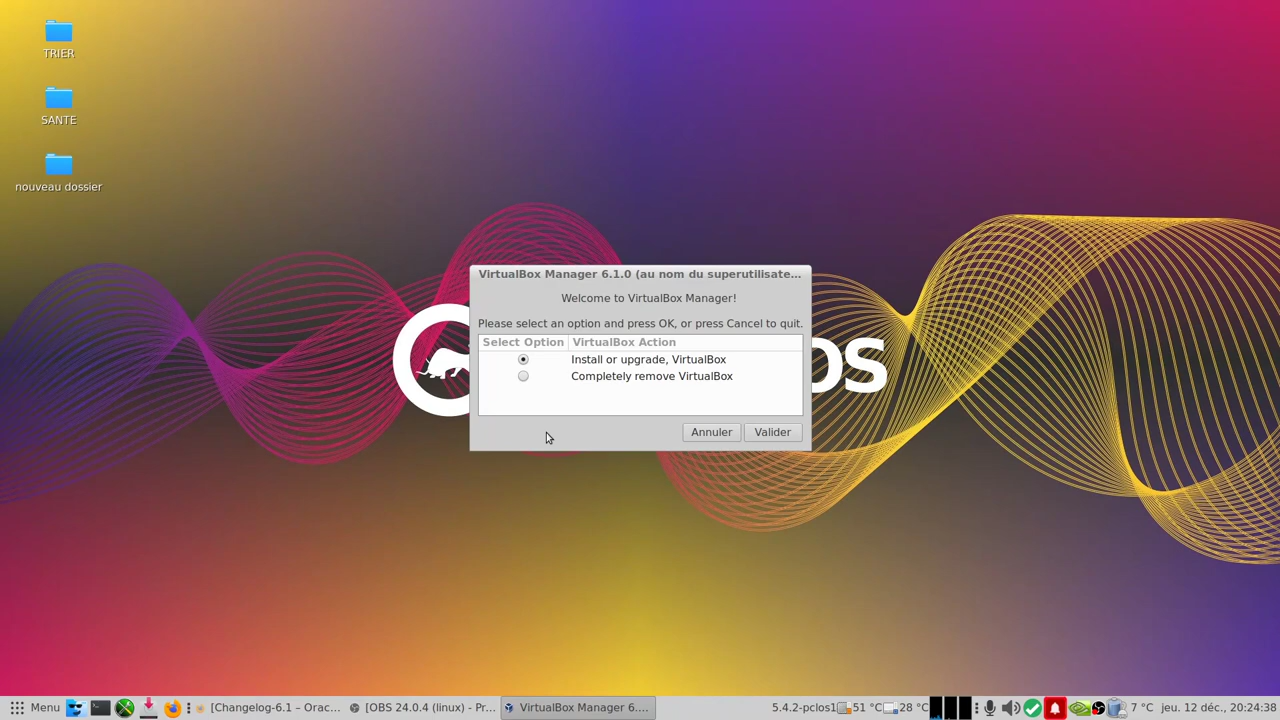 TRIER
SANTE
nouveau dossier
VirtualBox Manager 6.1.0 (au nom du superutilisate...
Welcome to VirtualBox Manager!
Please select an option and press OK, or press Cancel to quit.
Select Option VirtualBox Action
Install or upgrade, VirtualBox
Completely remove VirtualBox
Annuler Valider
OS
Menu [Changelog-6.1 – Orac... [OBS 24.0.4 (linux) - Pr... VirtualBox Manager 6.... 5.4.2-pclos1 51 °C 28 °C 7 °C jeu. 12 déc., 20:24:38